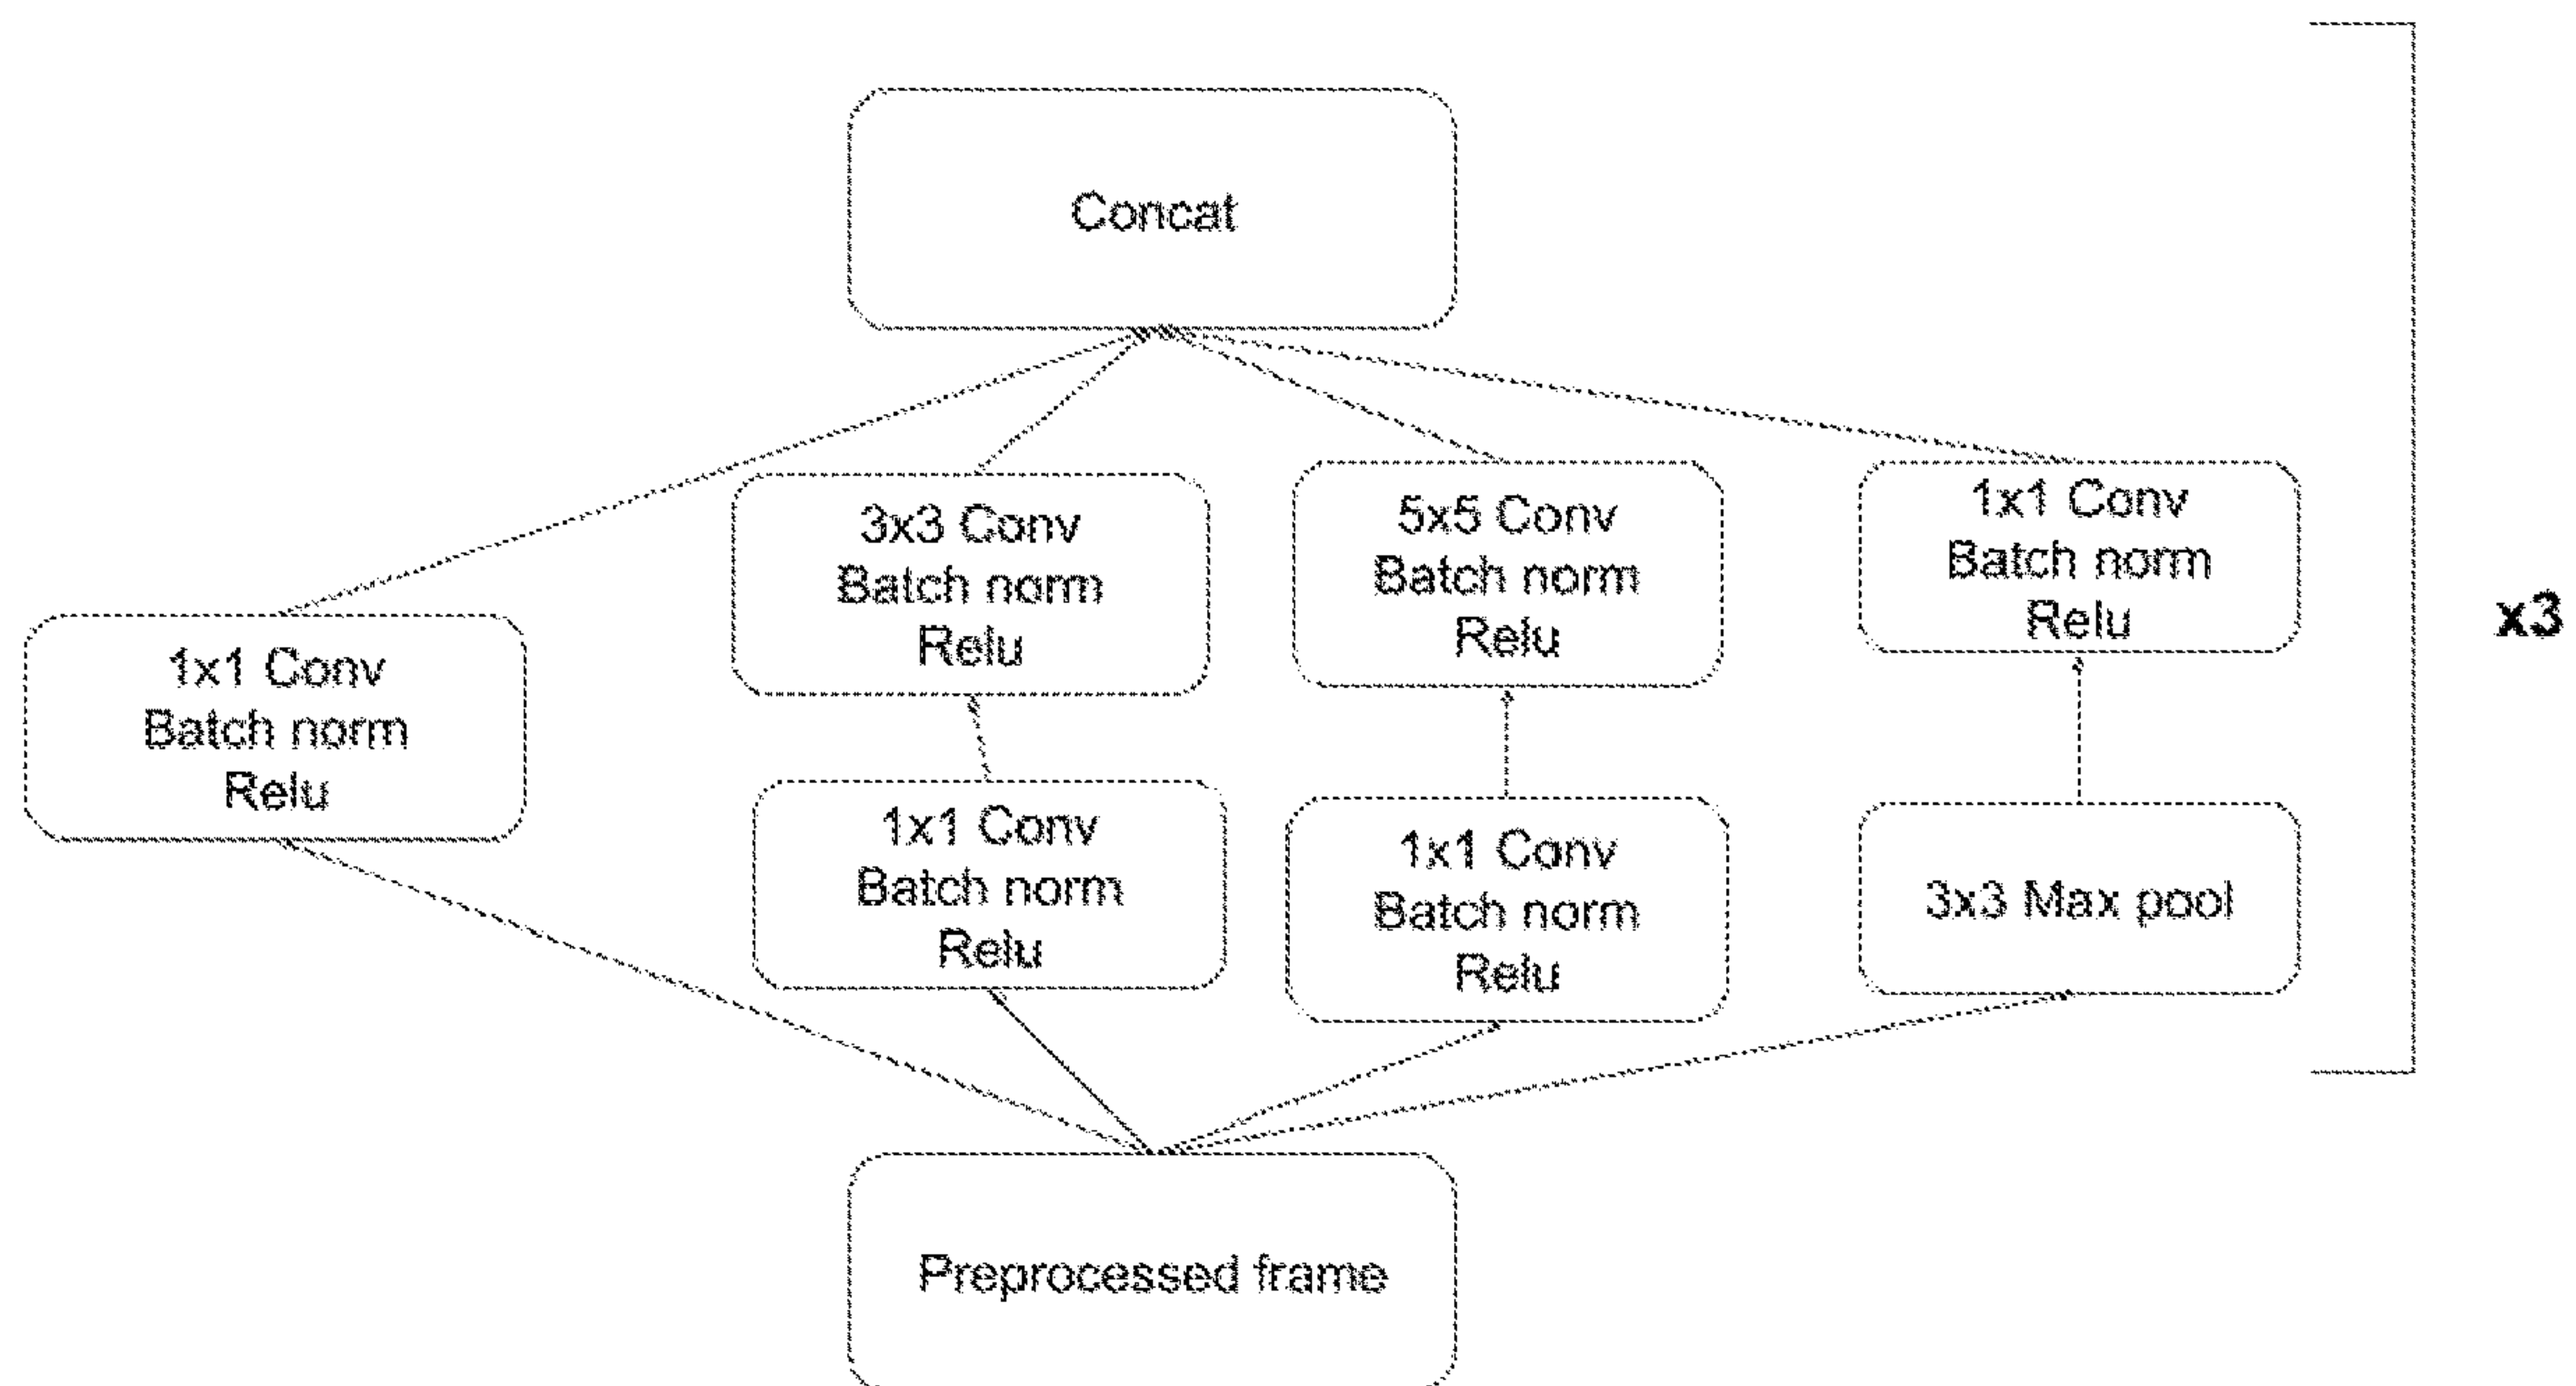 Concat
3x3 Conv
Batch norm
Relu
5x5 Conv
Batch norm
Relu
1x1 Conv
Batch norm
Relu
1x1 Conv
Batch norm
Relu
x3
1x1 Conv
Batch norm
Relu
1x1 Conv
Batch norm
Relu
3x3 Max pool
Preprocessed frame